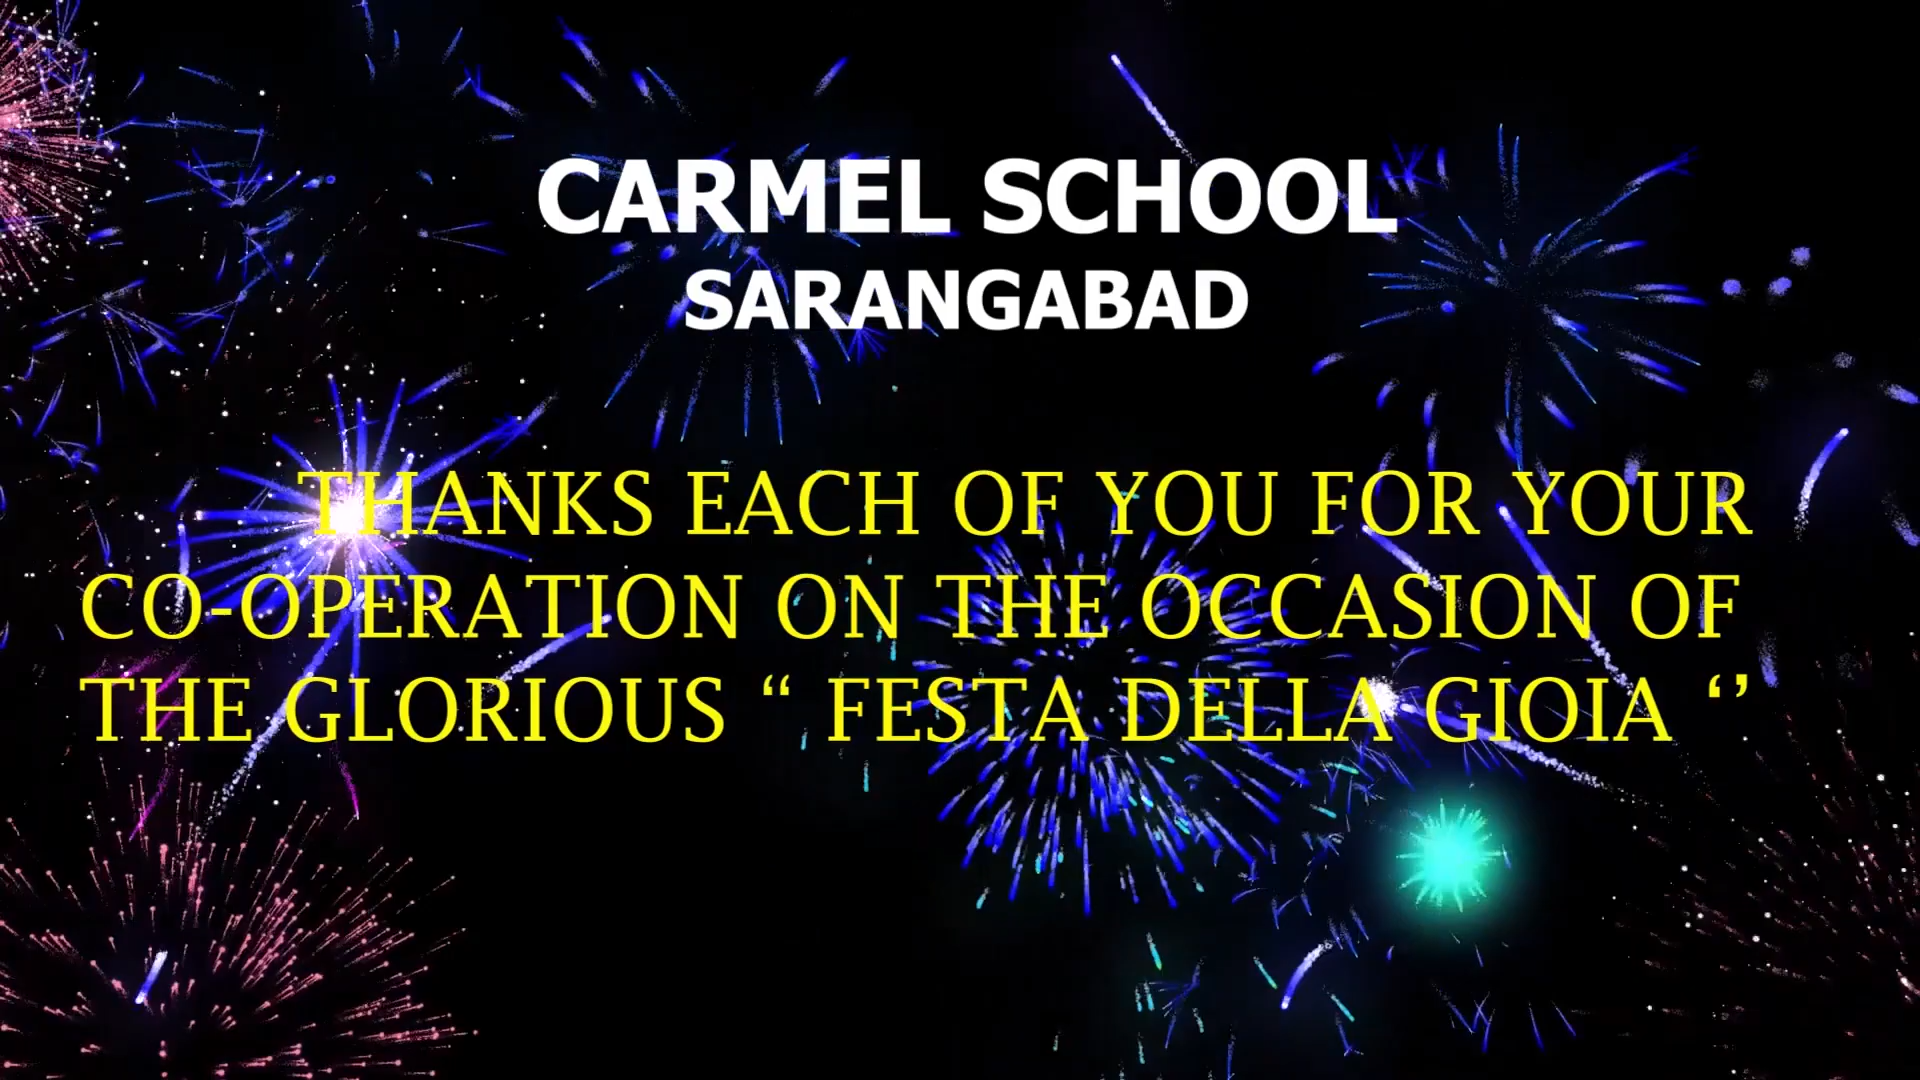 CARMEL SCHOOL
SARANGABAD
THANKS EACH OF YOU FOR YOUR
CO-OPERATION ON THE OCCASION OF
THE GLORIOUS “ FESTA DELLA GIOIA ‘’